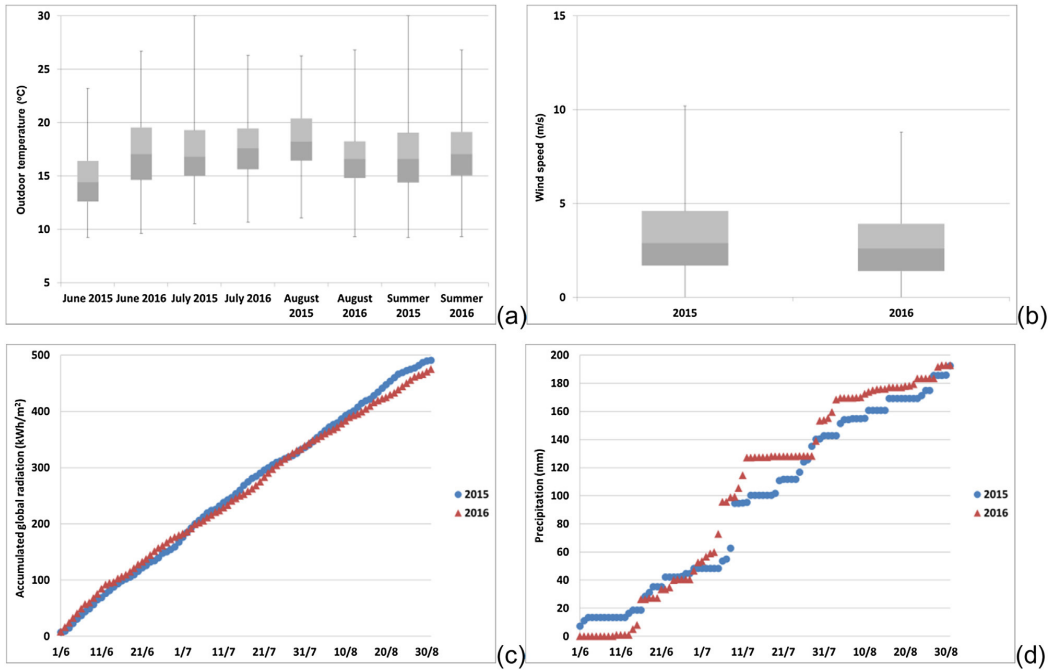 30
25
20
15
10
5
Outdoor temperature (°C)
June 2015 June 2016 July 2015 July 2016 August 2015 August 2016 Summer 2015 Summer 2016
(a)
15
10
5
0
Wind speed (m/s)
2015 2016
(b)
500
400
300
200
100
0
Accumulated global radiation (kWh/m²)
1/6 11/6 21/6 1/7 11/7 21/7 31/7 10/8 20/8 30/8
2015
2016
(c)
200
180
160
140
120
100
80
60
40
20
0
Precipitation (mm)
1/6 11/6 21/6 1/7 11/7 21/7 31/7 10/8 20/8 30/8
2015
2016
(d)